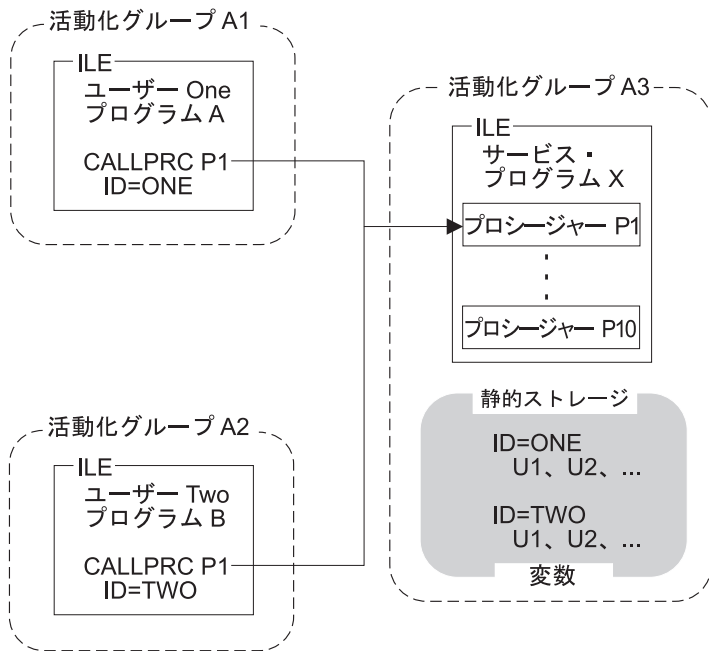 活動化グループ A1
ILE
ユーザー One
プログラム A
CALLPRC P1
ID=ONE
活動化グループ A2
ILE
ユーザー Two
プログラム B
CALLPRC P1
ID=TWO
活動化グループ A3
ILE
サービス・
プログラム X
プロシージャー P1
プロシージャー P10
静的ストレージ
ID=ONE
U1、U2、...
ID=TWO
U1、U2、...
変数